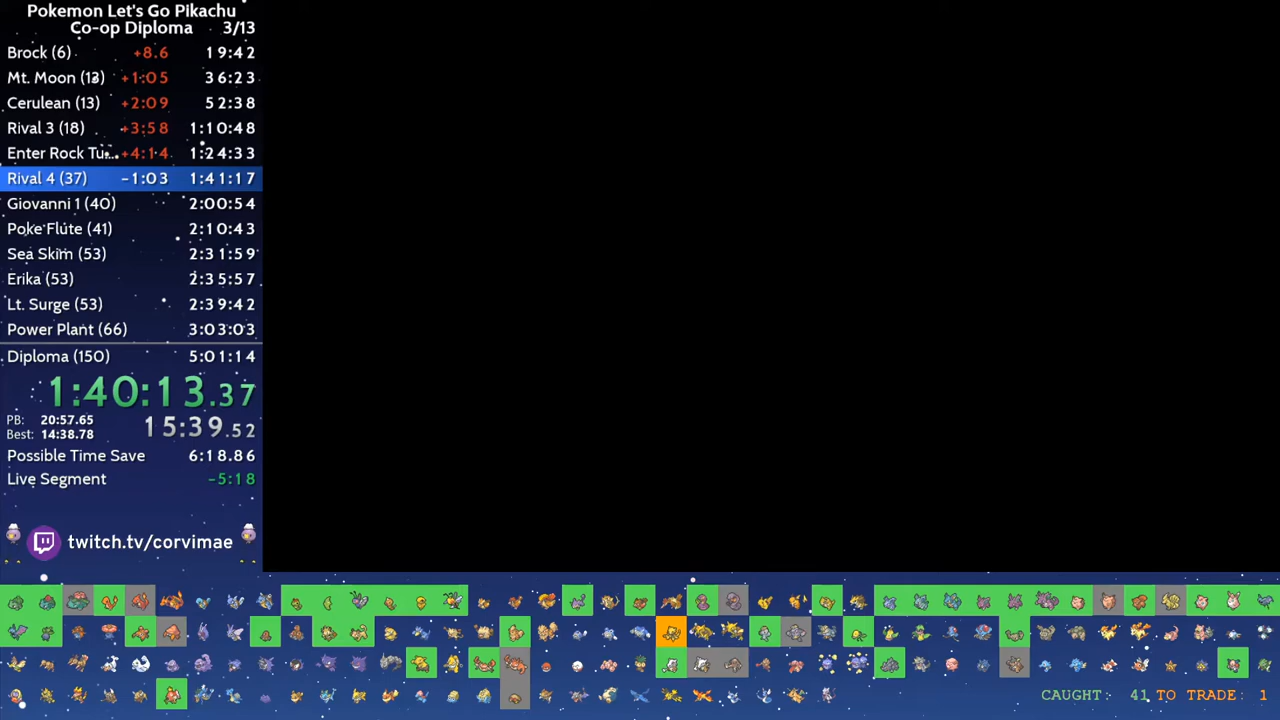 Pokemon Let's Go Pikachu
Co-op Diploma 3/13
Brock (6) +8.6 19:42
Mt. Moon (13) +1:05 36:23
Cerulean (13) +2:09 52:38
Rival 3 (18) +3:58 1:10:48
Enter Rock Tu... +4:14 1:24:33
Rival 4 (37) -1:03 1:41:17
Giovanni 1 (40) 2:00:54
Poke Flute (41) 2:10:43
Sea Skim (53) 2:31:59
Erika (53) 2:35:57
Lt. Surge (53) 2:39:42
Power Plant (66) 3:03:03
Diploma (150) 5:01:14
1:40:13.37
PB: 20:57.65 15:39.52
Best: 14:38.78
Possible Time Save 6:18.86
Live Segment -5:18
twitch.tv/corvimae
CAUGHT: 41 TO TRADE: 1